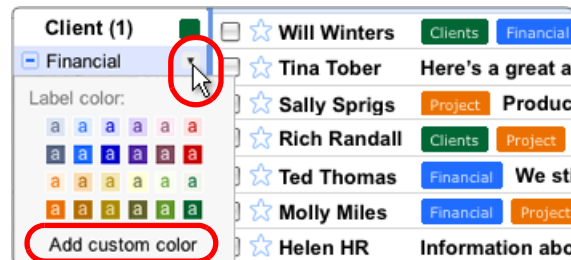 Client (1)
Financial
Label color:
a a a a a a
a a a a a a
a a a a a a
a a a a a a
Add custom color
Will Winters Clients Financial
Tina Tober Here's a great a
Sally Sprigs Project Produc
Rich Randall Clients Project
Ted Thomas Financial We sti
Molly Miles Financial Project
Helen HR Information abo